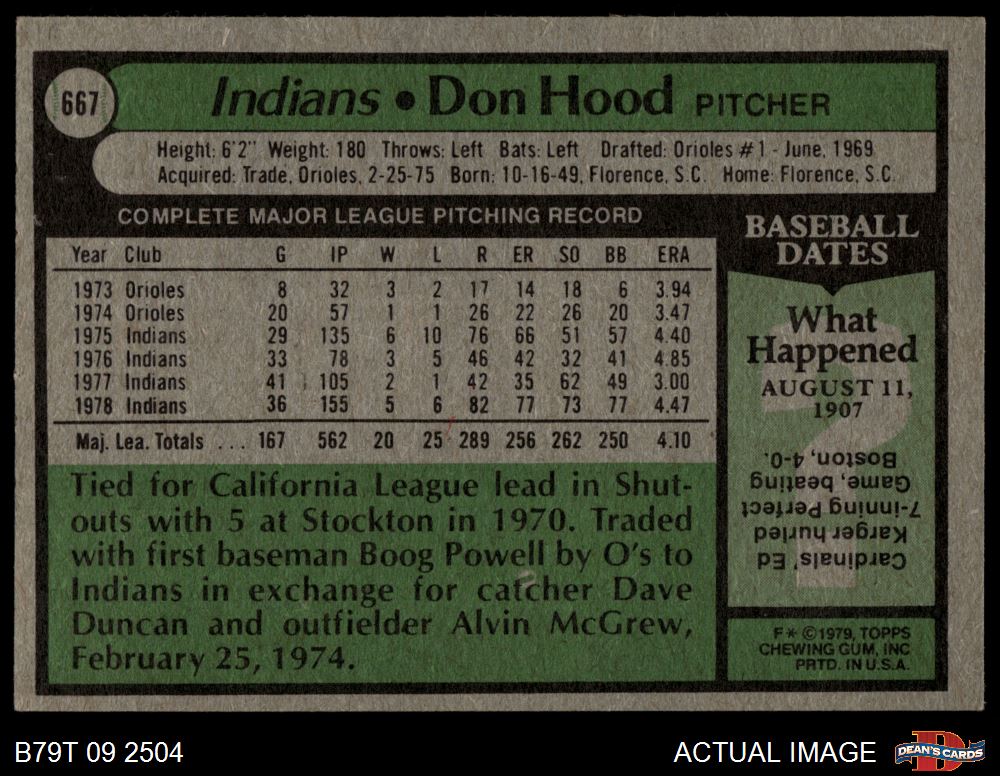 667
Indians • Don Hood PITCHER
Height: 6'2" Weight: 180 Throws: Left Bats: Left Drafted: Orioles #1 - June, 1969
Acquired: Trade, Orioles, 2-25-75 Born: 10-16-49, Florence, S.C. Home: Florence, S.C.
COMPLETE MAJOR LEAGUE PITCHING RECORD
Year Club G IP W L R ER SO BB ERA
1973 Orioles 8 32 3 2 17 14 18 6 3.94
1974 Orioles 20 57 1 1 26 22 26 20 3.47
1975 Indians 29 135 6 10 76 66 51 57 4.40
1976 Indians 33 78 3 5 46 42 32 41 4.85
1977 Indians 41 105 2 1 42 35 62 49 3.00
1978 Indians 36 155 5 6 82 77 73 77 4.47
Maj. Lea. Totals ... 167 562 20 25 289 256 262 250 4.10
Tied for California League lead in Shut-
outs with 5 at Stockton in 1970. Traded
with first baseman Boog Powell by O's to
Indians in exchange for catcher Dave
Duncan and outfielder Alvin McGrew,
February 25, 1974.
BASEBALL
DATES
What
Happened
AUGUST 11,
1907
Cardinals' Ed
Karger hurled
7-inning Perfect
Game, beating
Boston, 4-0.
F* ©1979, TOPPS
CHEWING GUM, INC
PRTD. IN U.S.A.
B79T 09 2504
ACTUAL IMAGE
D
DEAN'S CARDS